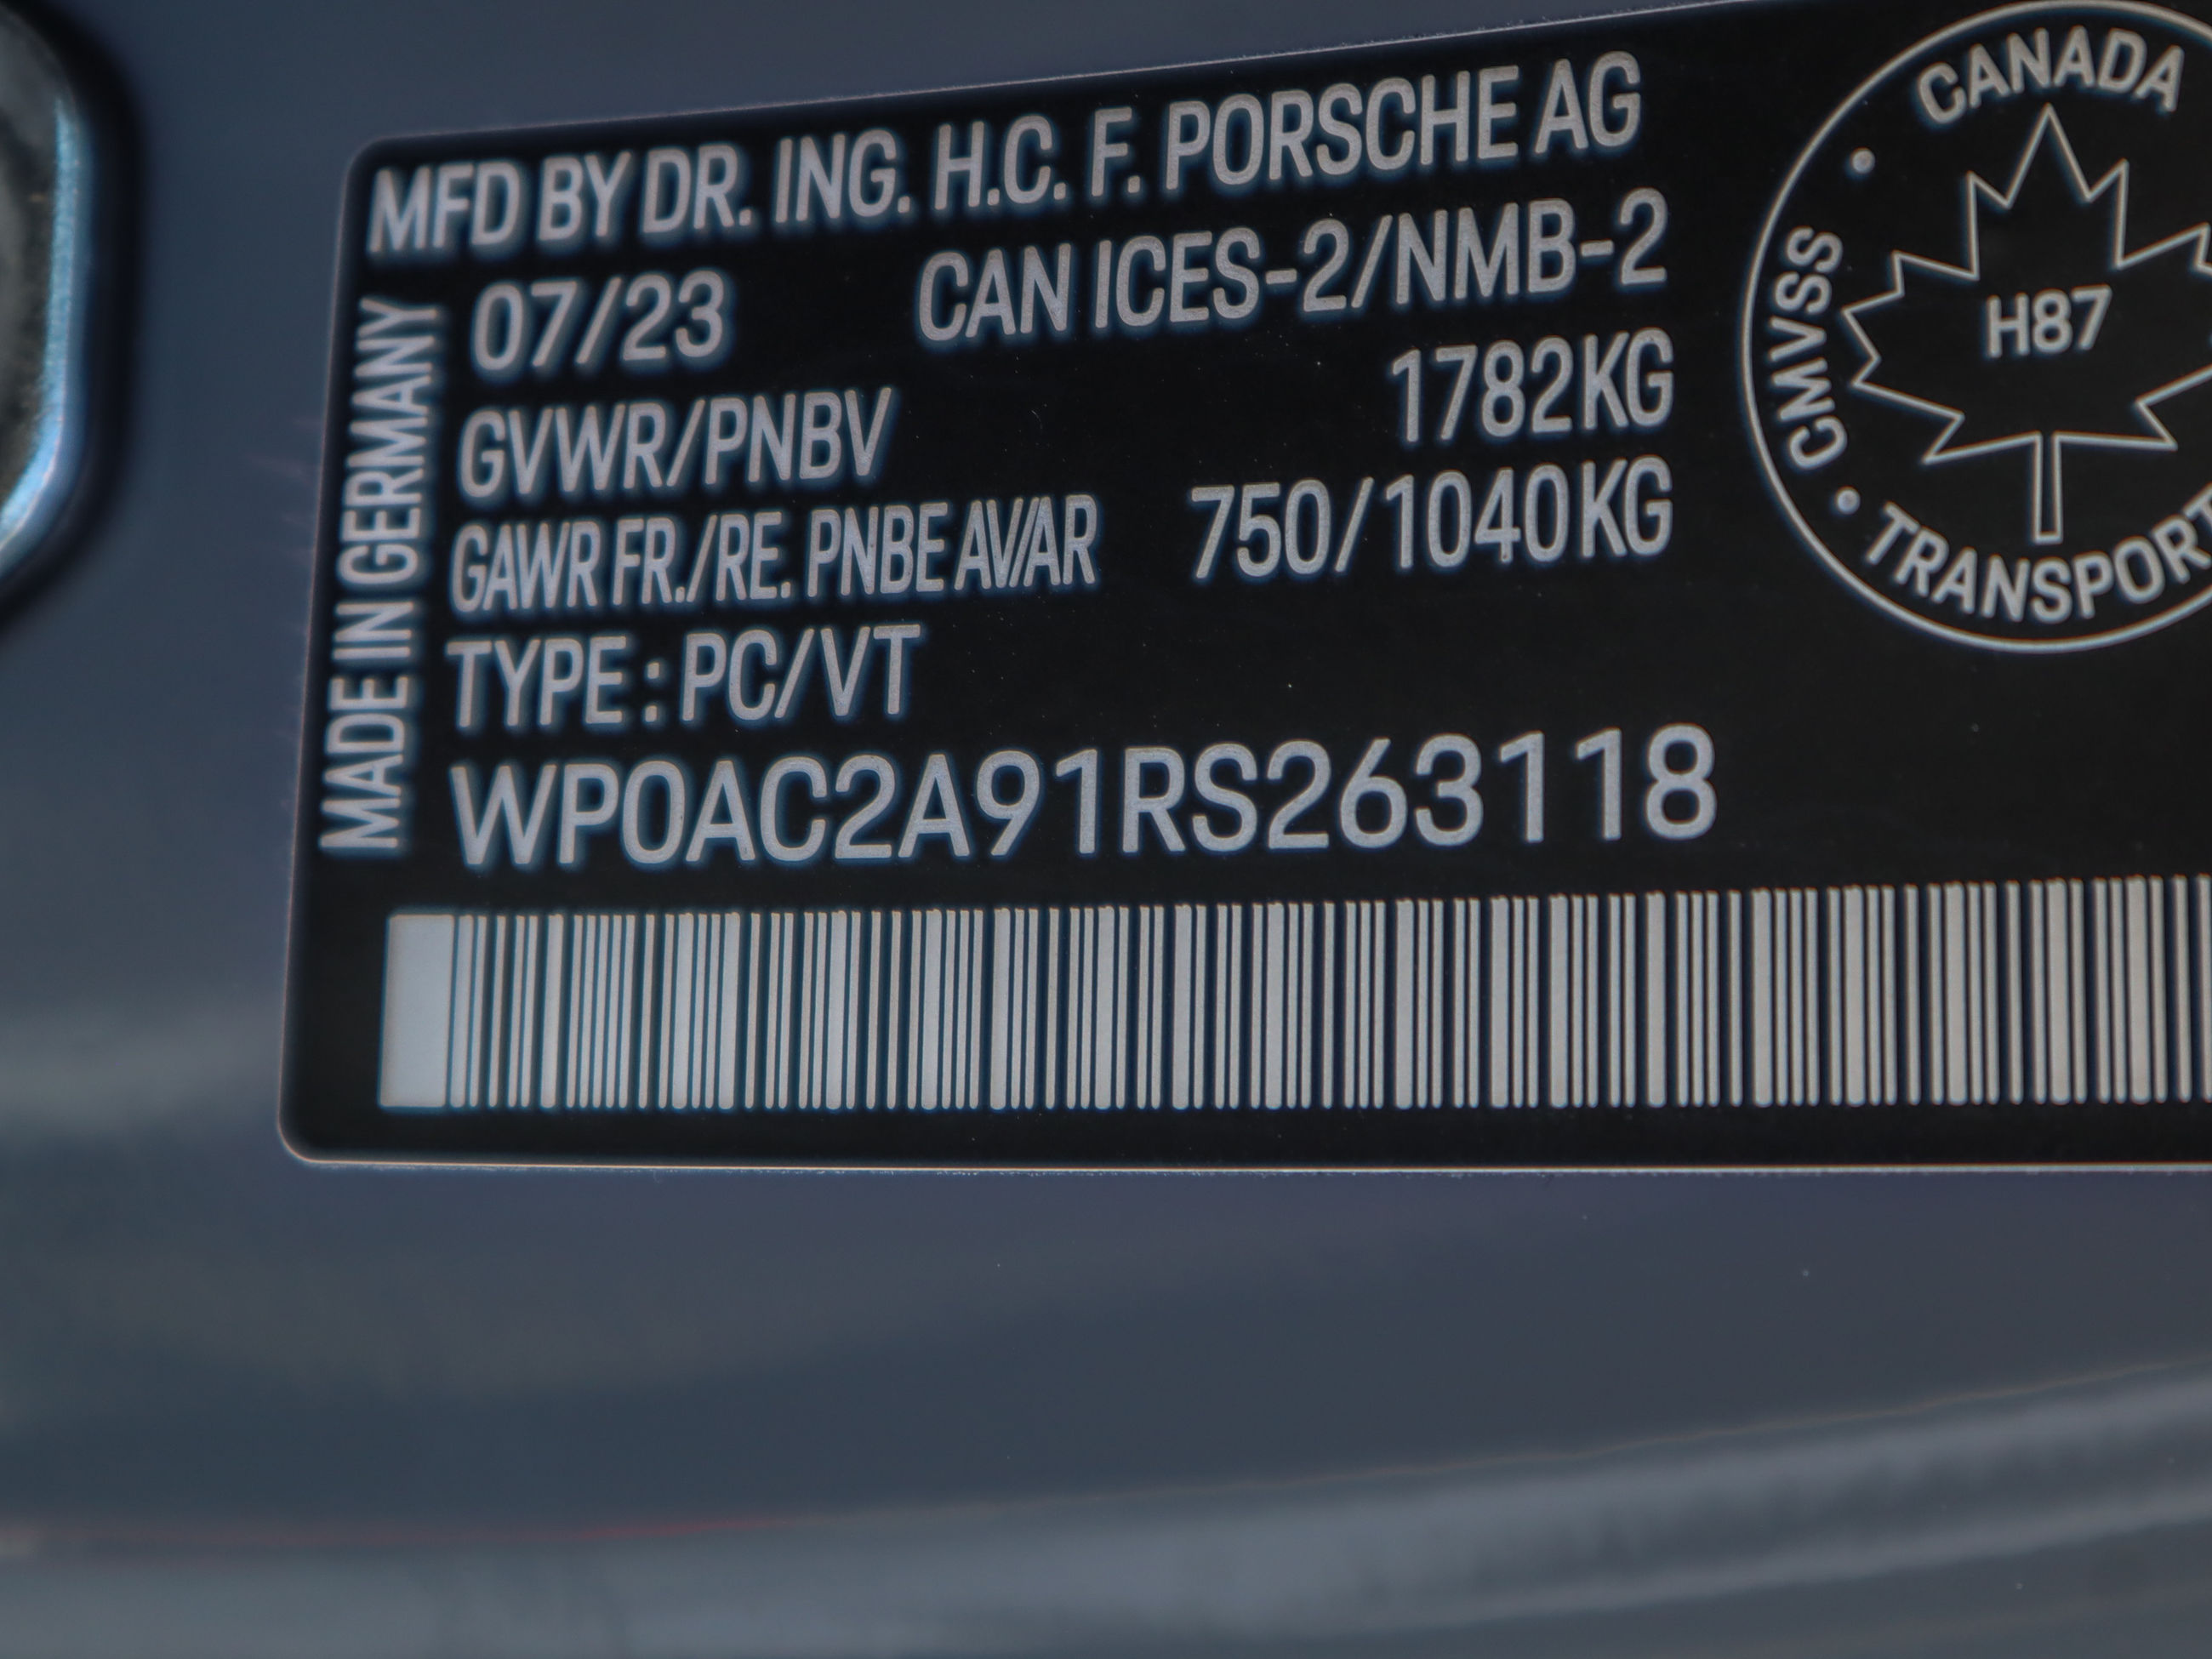 MFD BY DR. ING. H.C. F. PORSCHE AG
07/23 CAN ICES-2/NMB-2
GVWR/PNBV 1782KG
GAWR FR./RE. PNBE AV/AR 750/1040KG
TYPE : PC/VT
WP0AC2A91RS263118
MADE IN GERMANY
CANADA
CMVSS
H87
TRANSPORT